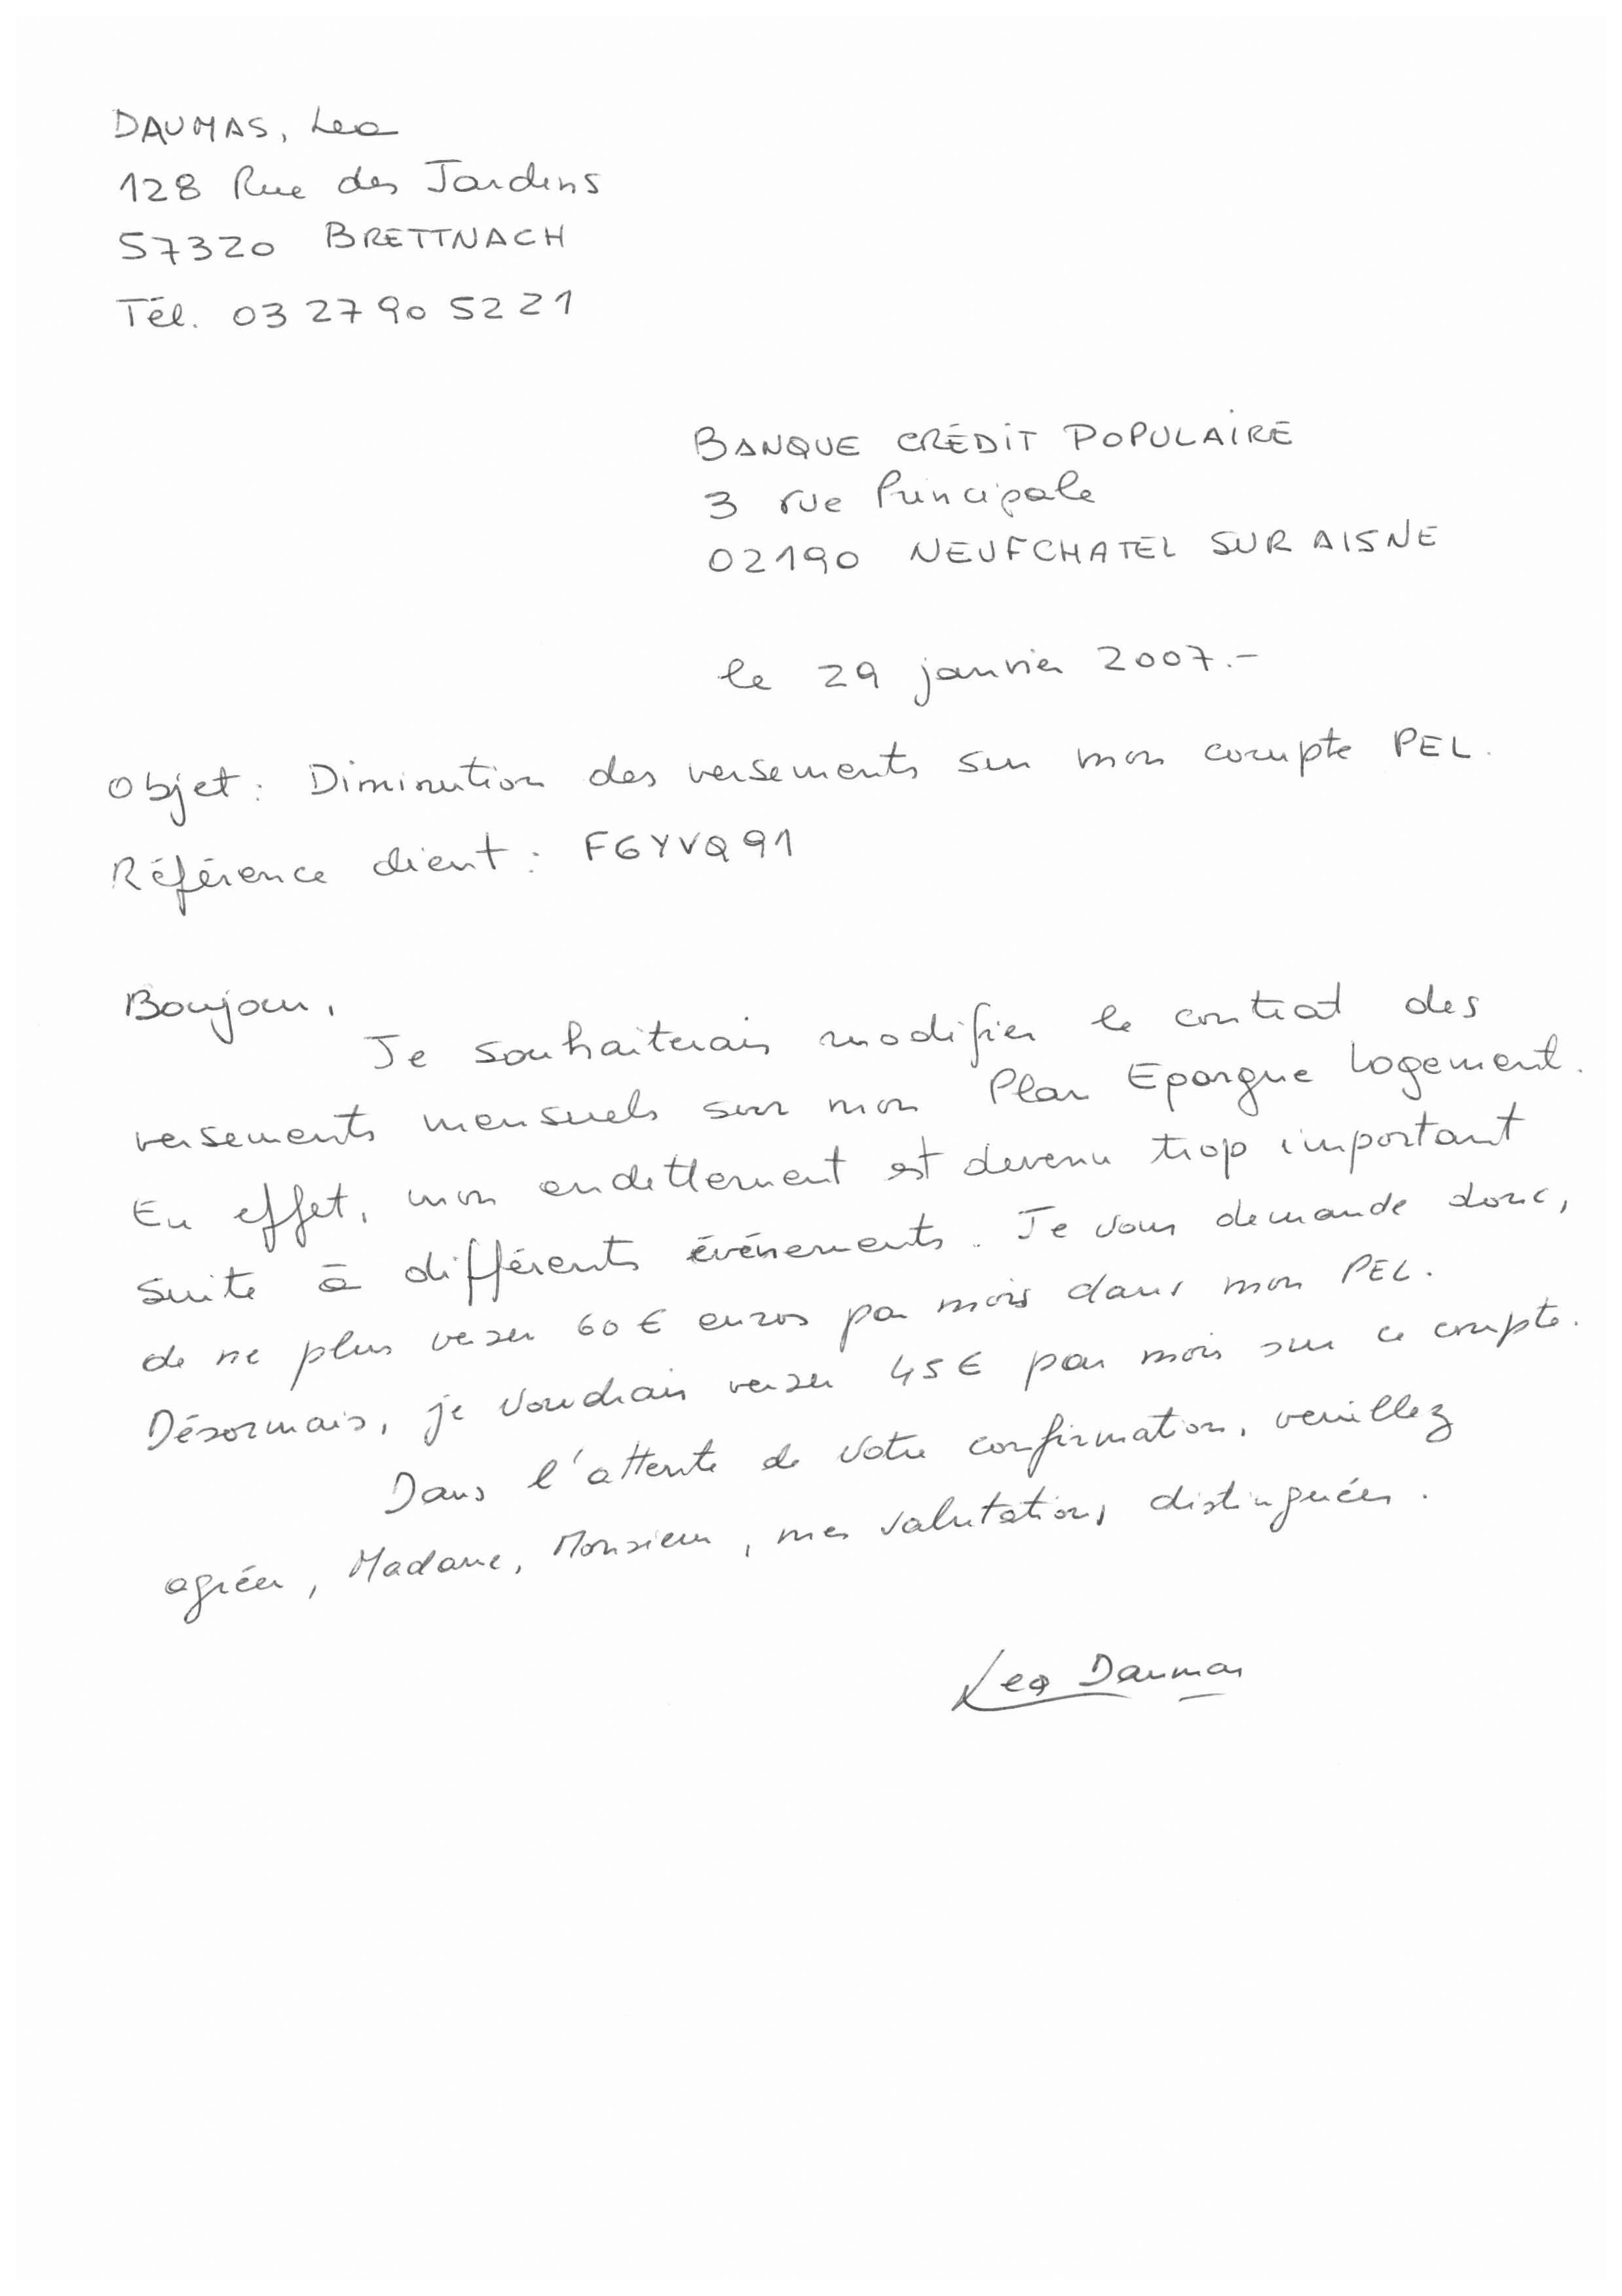 DAUMAS, Lea
128 Rue des Jardins
57320 BRETTNACH
Tél. 03 27 90 52 21
BANQUE CRÉDIT POPULAIRE
3 rue Principale
02190 NEUFCHATEL SUR AISNE
le 29 janvier 2007.-
Objet : Diminution des versements sur mon compte PEL.
Référence client : FGYVQ91
Boujour,
Je souhaiterais modifier le contrat des
versements mensuels sur mon Plan Epargne Logement.
En effet, mon endettement est devenu trop important
suite à différents événements. Je vous demande donc,
de ne plus verser 60 € euros par mois dans mon PEL.
Désormais, je voudrais verser 45 € par mois sur ce compte.
Dans l'attente de votre confirmation, veuillez
agréer, Madame, Monsieur, mes salutations distinguées.
Lea Daumas